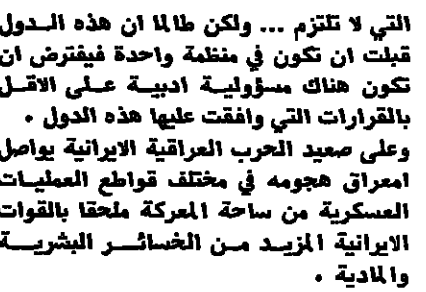 التي لا تلتزم ... ولكن طالما ان هذه الدول
قبلت ان تكون في منظمة واحدة فيفترض ان
تكون هناك مسؤولية ادبية على الاقل
بالقرارات التي وافقت عليها هذه الدول .
وعلى صعيد الحرب العراقية الايرانية يواصل
امعراق هجومه في مختلف قواطع العمليات
العسكرية من ساحة المعركة ملحقا بالقوات
الايرانية المزيد من الخسائر البشرية
والمادية .